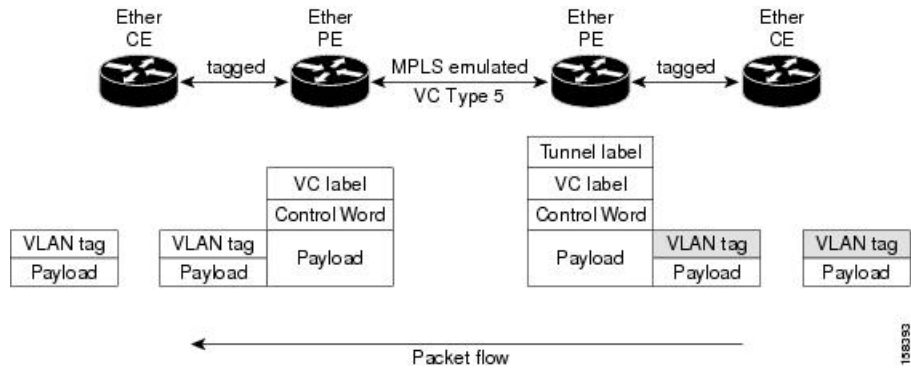 Ether CE
Ether PE
Ether PE
Ether CE
tagged
MPLS emulated
VC Type 5
tagged
Tunnel label
VC label
VC label
Control Word
Control Word
VLAN tag
VLAN tag
Payload
Payload
VLAN tag
VLAN tag
Payload
Payload
Payload
Payload
Packet flow
158393